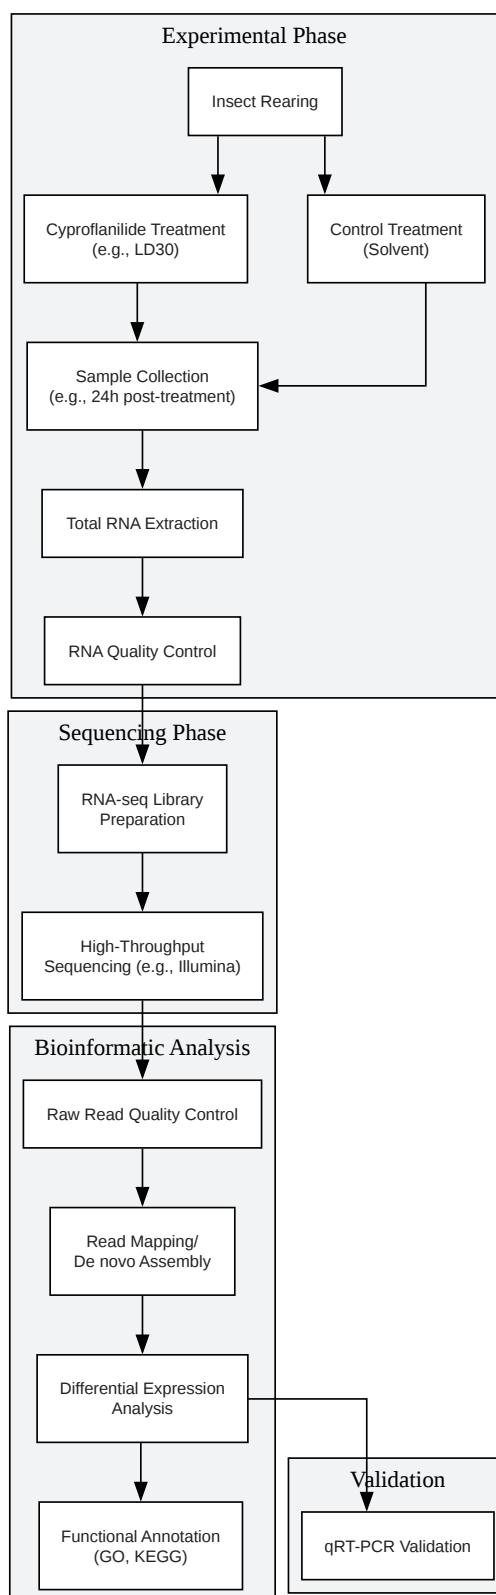 Experimental Phase
Insect Rearing
Cyproflanilide Treatment
(e.g., LD30)
Control Treatment
(Solvent)
Sample Collection
(e.g., 24h post-treatment)
Total RNA Extraction
RNA Quality Control
Sequencing Phase
RNA-seq Library
Preparation
High-Throughput
Sequencing (e.g., Illumina)
Bioinformatic Analysis
Raw Read Quality Control
Read Mapping/
De novo Assembly
Differential Expression
Analysis
Functional Annotation
(GO, KEGG)
Validation
qRT-PCR Validation